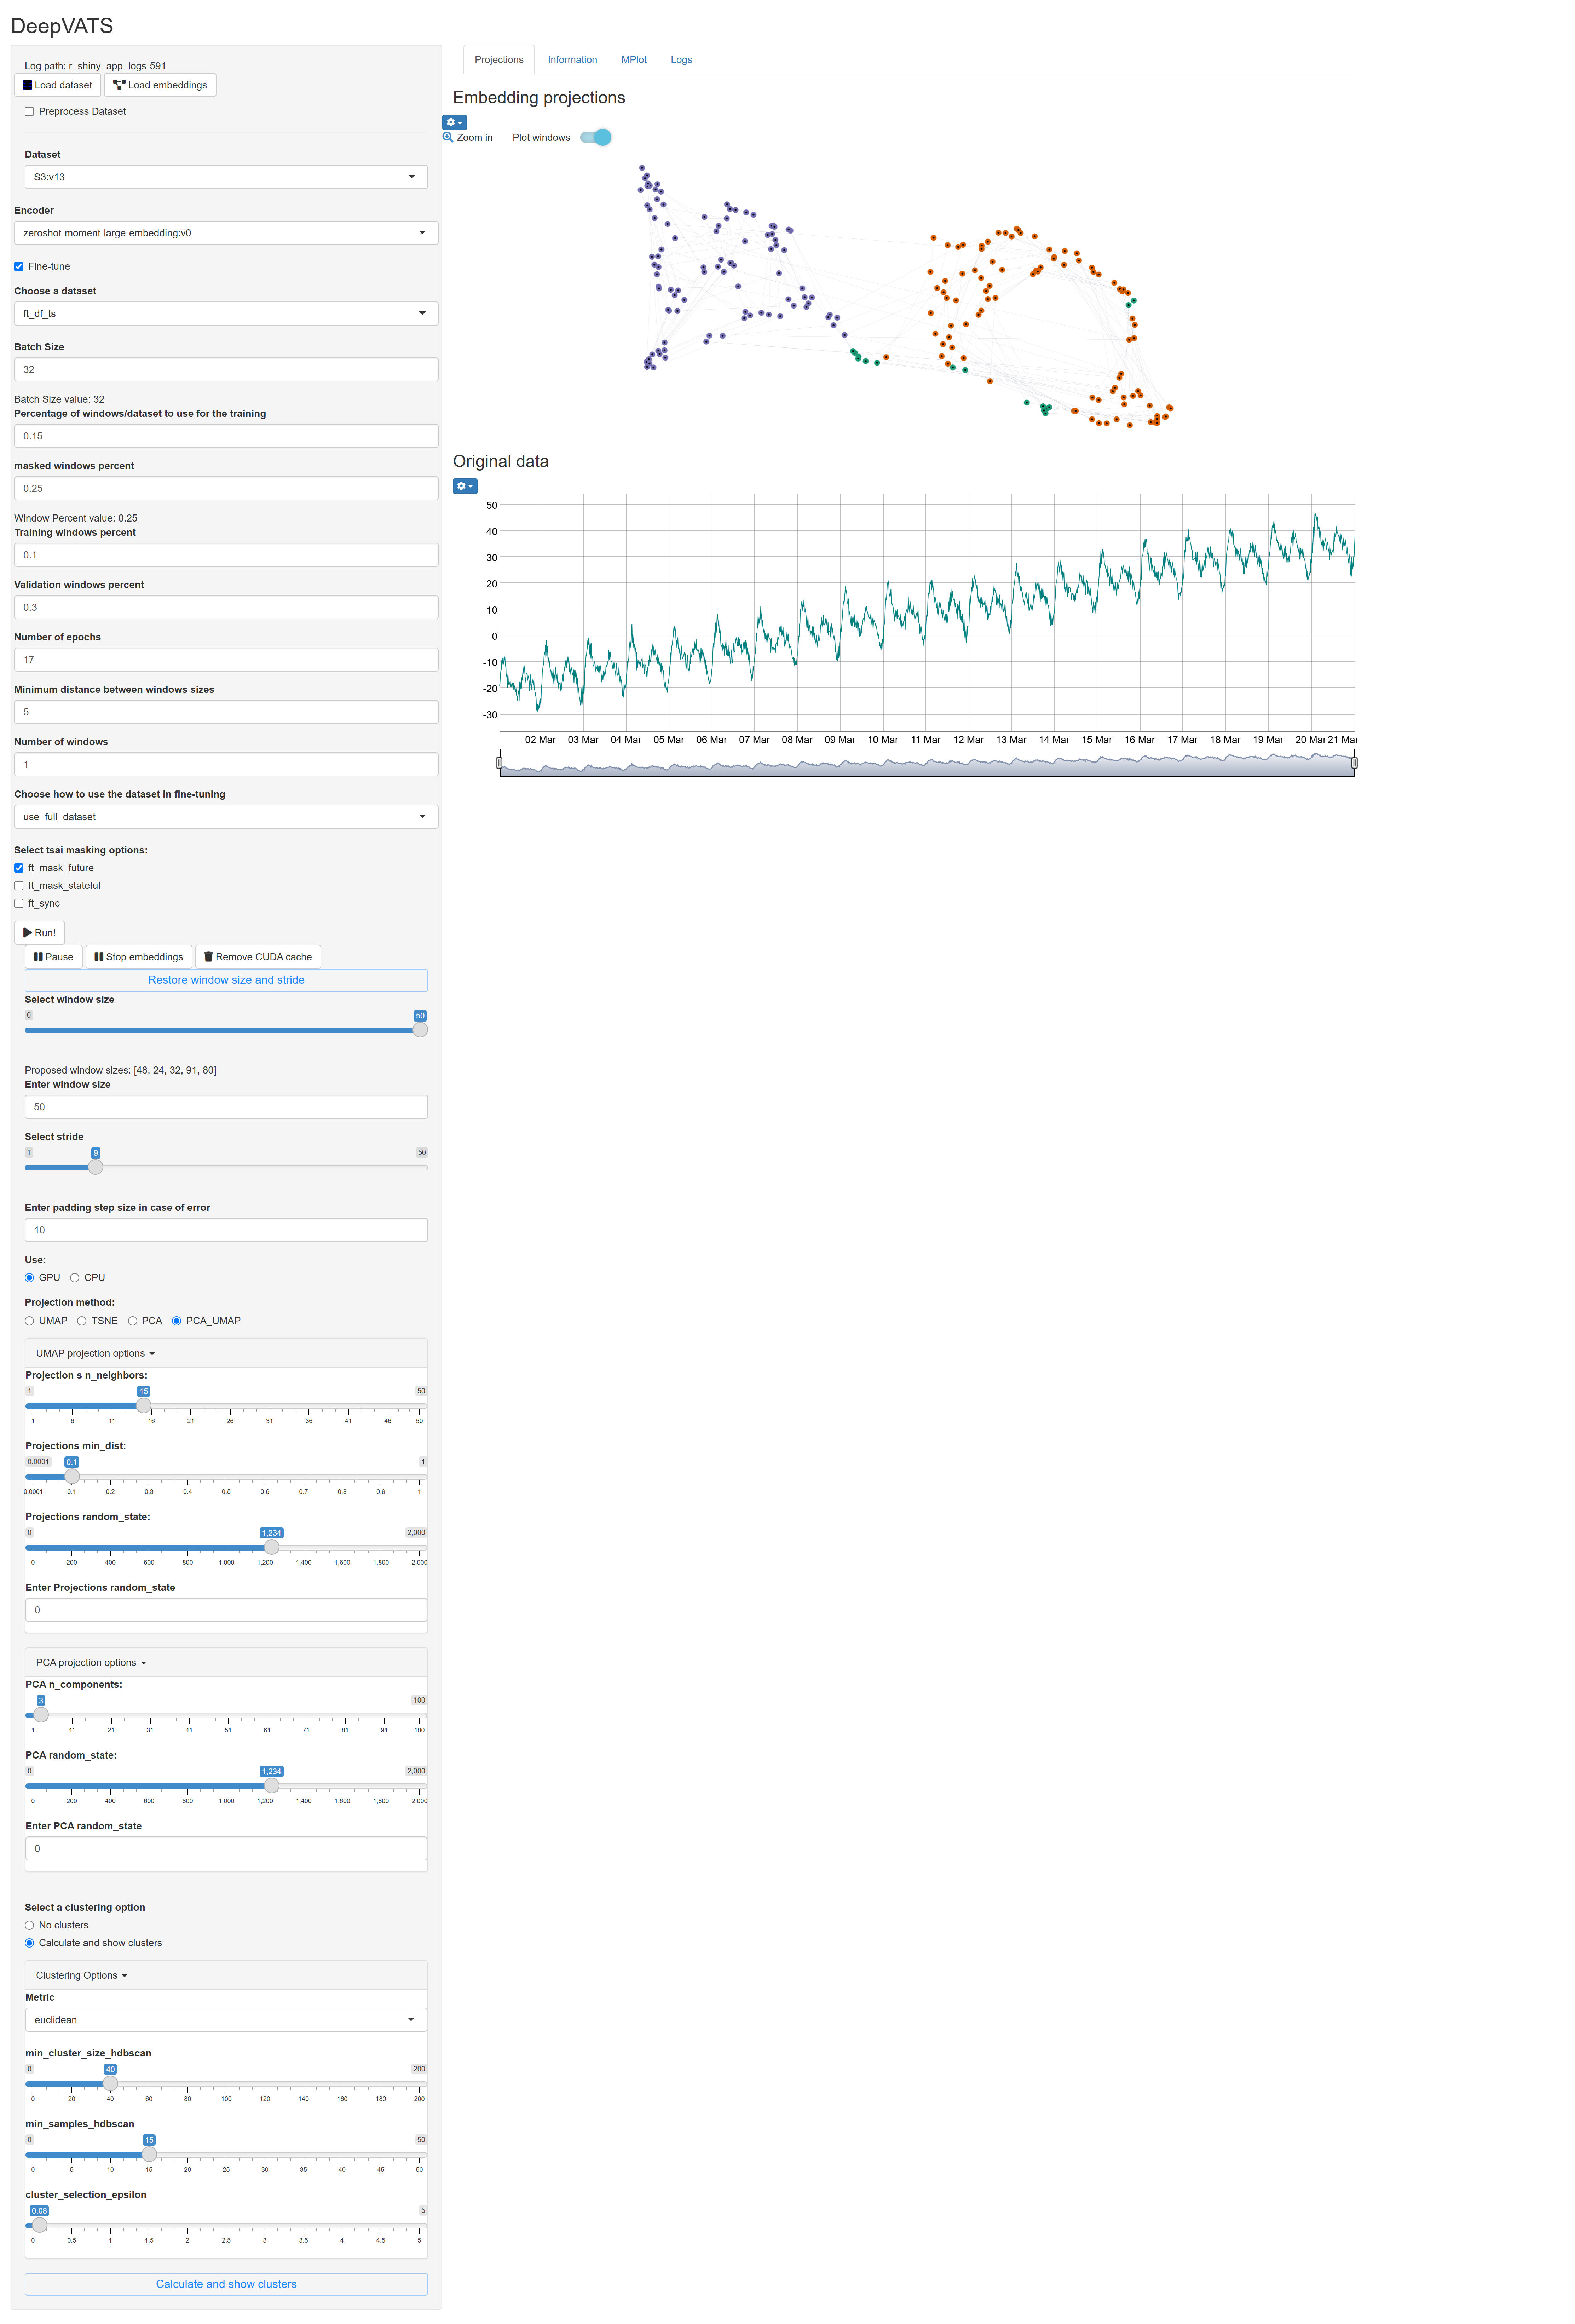 DeepVATS
Log path: r_shiny_app_logs-591
Load dataset Load embeddings
Preprocess Dataset
Dataset
S3:v13
Encoder
zeroshot-moment-large-embedding:v0
Fine-tune
Choose a dataset
ft_df_ts
Batch Size
32
Batch Size value: 32
Percentage of windows/dataset to use for the training
0.15
masked windows percent
0.25
Window Percent value: 0.25
Training windows percent
0.1
Validation windows percent
0.3
Number of epochs
17
Minimum distance between windows sizes
5
Number of windows
1
Choose how to use the dataset in fine-tuning
use_full_dataset
Select tsai masking options:
ft_mask_future
ft_mask_stateful
ft_sync
Run!
Pause Stop embeddings Remove CUDA cache
Restore window size and stride
Select window size
0 50
Proposed window sizes: [48, 24, 32, 91, 80]
Enter window size
50
Select stride
1 9 50
Enter padding step size in case of error
10
Use:
GPU CPU
Projection method:
UMAP TSNE PCA PCA_UMAP
UMAP projection options
Projection s n_neighbors:
1 15 50
1 6 11 16 21 26 31 36 41 46 50
Projections min_dist:
0.0001 0.1 1
0.0001 0.1 0.2 0.3 0.4 0.5 0.6 0.7 0.8 0.9 1
Projections random_state:
0 1,234 2,000
0 200 400 600 800 1,000 1,200 1,400 1,600 1,800 2,000
Enter Projections random_state
0
PCA projection options
PCA n_components:
3 100
1 11 21 31 41 51 61 71 81 91 100
PCA random_state:
0 1,234 2,000
0 200 400 600 800 1,000 1,200 1,400 1,600 1,800 2,000
Enter PCA random_state
0
Select a clustering option
No clusters
Calculate and show clusters
Clustering Options
Metric
euclidean
min_cluster_size_hdbscan
0 40 200
0 20 40 60 80 100 120 140 160 180 200
min_samples_hdbscan
0 15 50
0 5 10 15 20 25 30 35 40 45 50
cluster_selection_epsilon
0.08 5
0 0.5 1 1.5 2 2.5 3 3.5 4 4.5 5
Calculate and show clusters
Projections Information MPlot Logs
Embedding projections
Zoom in Plot windows
Original data
50
40
30
20
10
0
-10
-20
-30
02 Mar 03 Mar 04 Mar 05 Mar 06 Mar 07 Mar 08 Mar 09 Mar 10 Mar 11 Mar 12 Mar 13 Mar 14 Mar 15 Mar 16 Mar 17 Mar 18 Mar 19 Mar 20 Mar 21 Mar